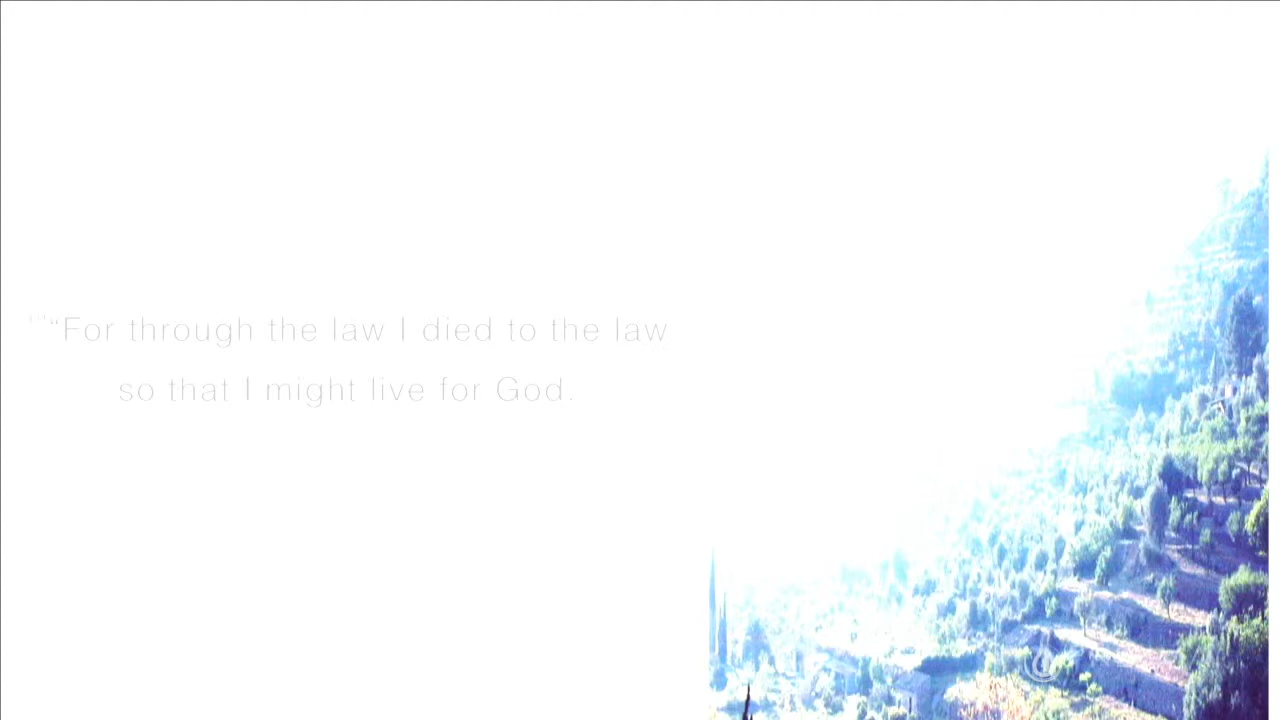 “For through the law I died to the law
so that I might live for God.